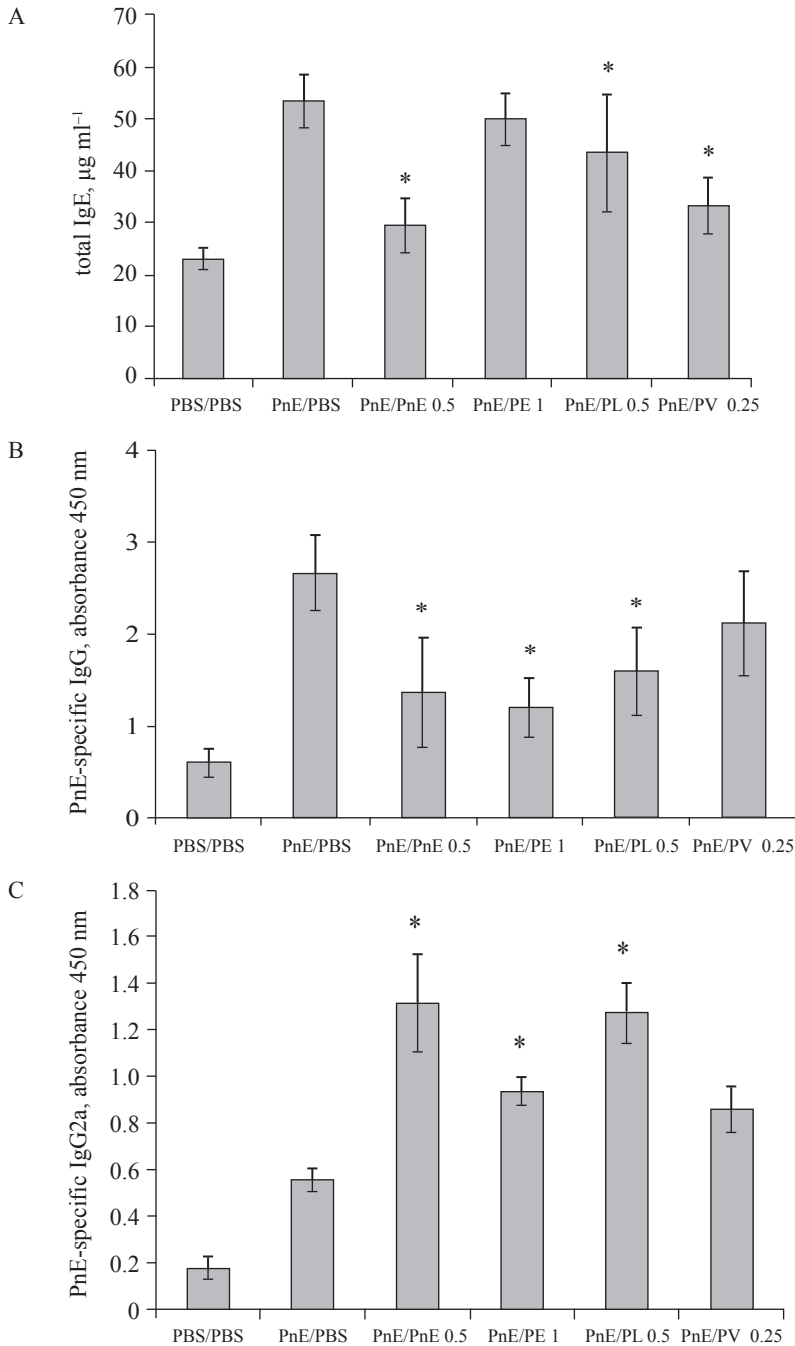 A
total IgE, μg ml⁻¹
70
60
50
40
30
20
10
0
* * *
PBS/PBS PnE/PBS PnE/PnE 0.5 PnE/PE 1 PnE/PL 0.5 PnE/PV 0.25
B
PnE-specific IgG, absorbance 450 nm
4
3
2
1
0
* * *
PBS/PBS PnE/PBS PnE/PnE 0.5 PnE/PE 1 PnE/PL 0.5 PnE/PV 0.25
C
PnE-specific IgG2a, absorbance 450 nm
1.8
1.6
1.4
1.2
1.0
0.8
0.6
0.4
0.2
0
* * *
PBS/PBS PnE/PBS PnE/PnE 0.5 PnE/PE 1 PnE/PL 0.5 PnE/PV 0.25